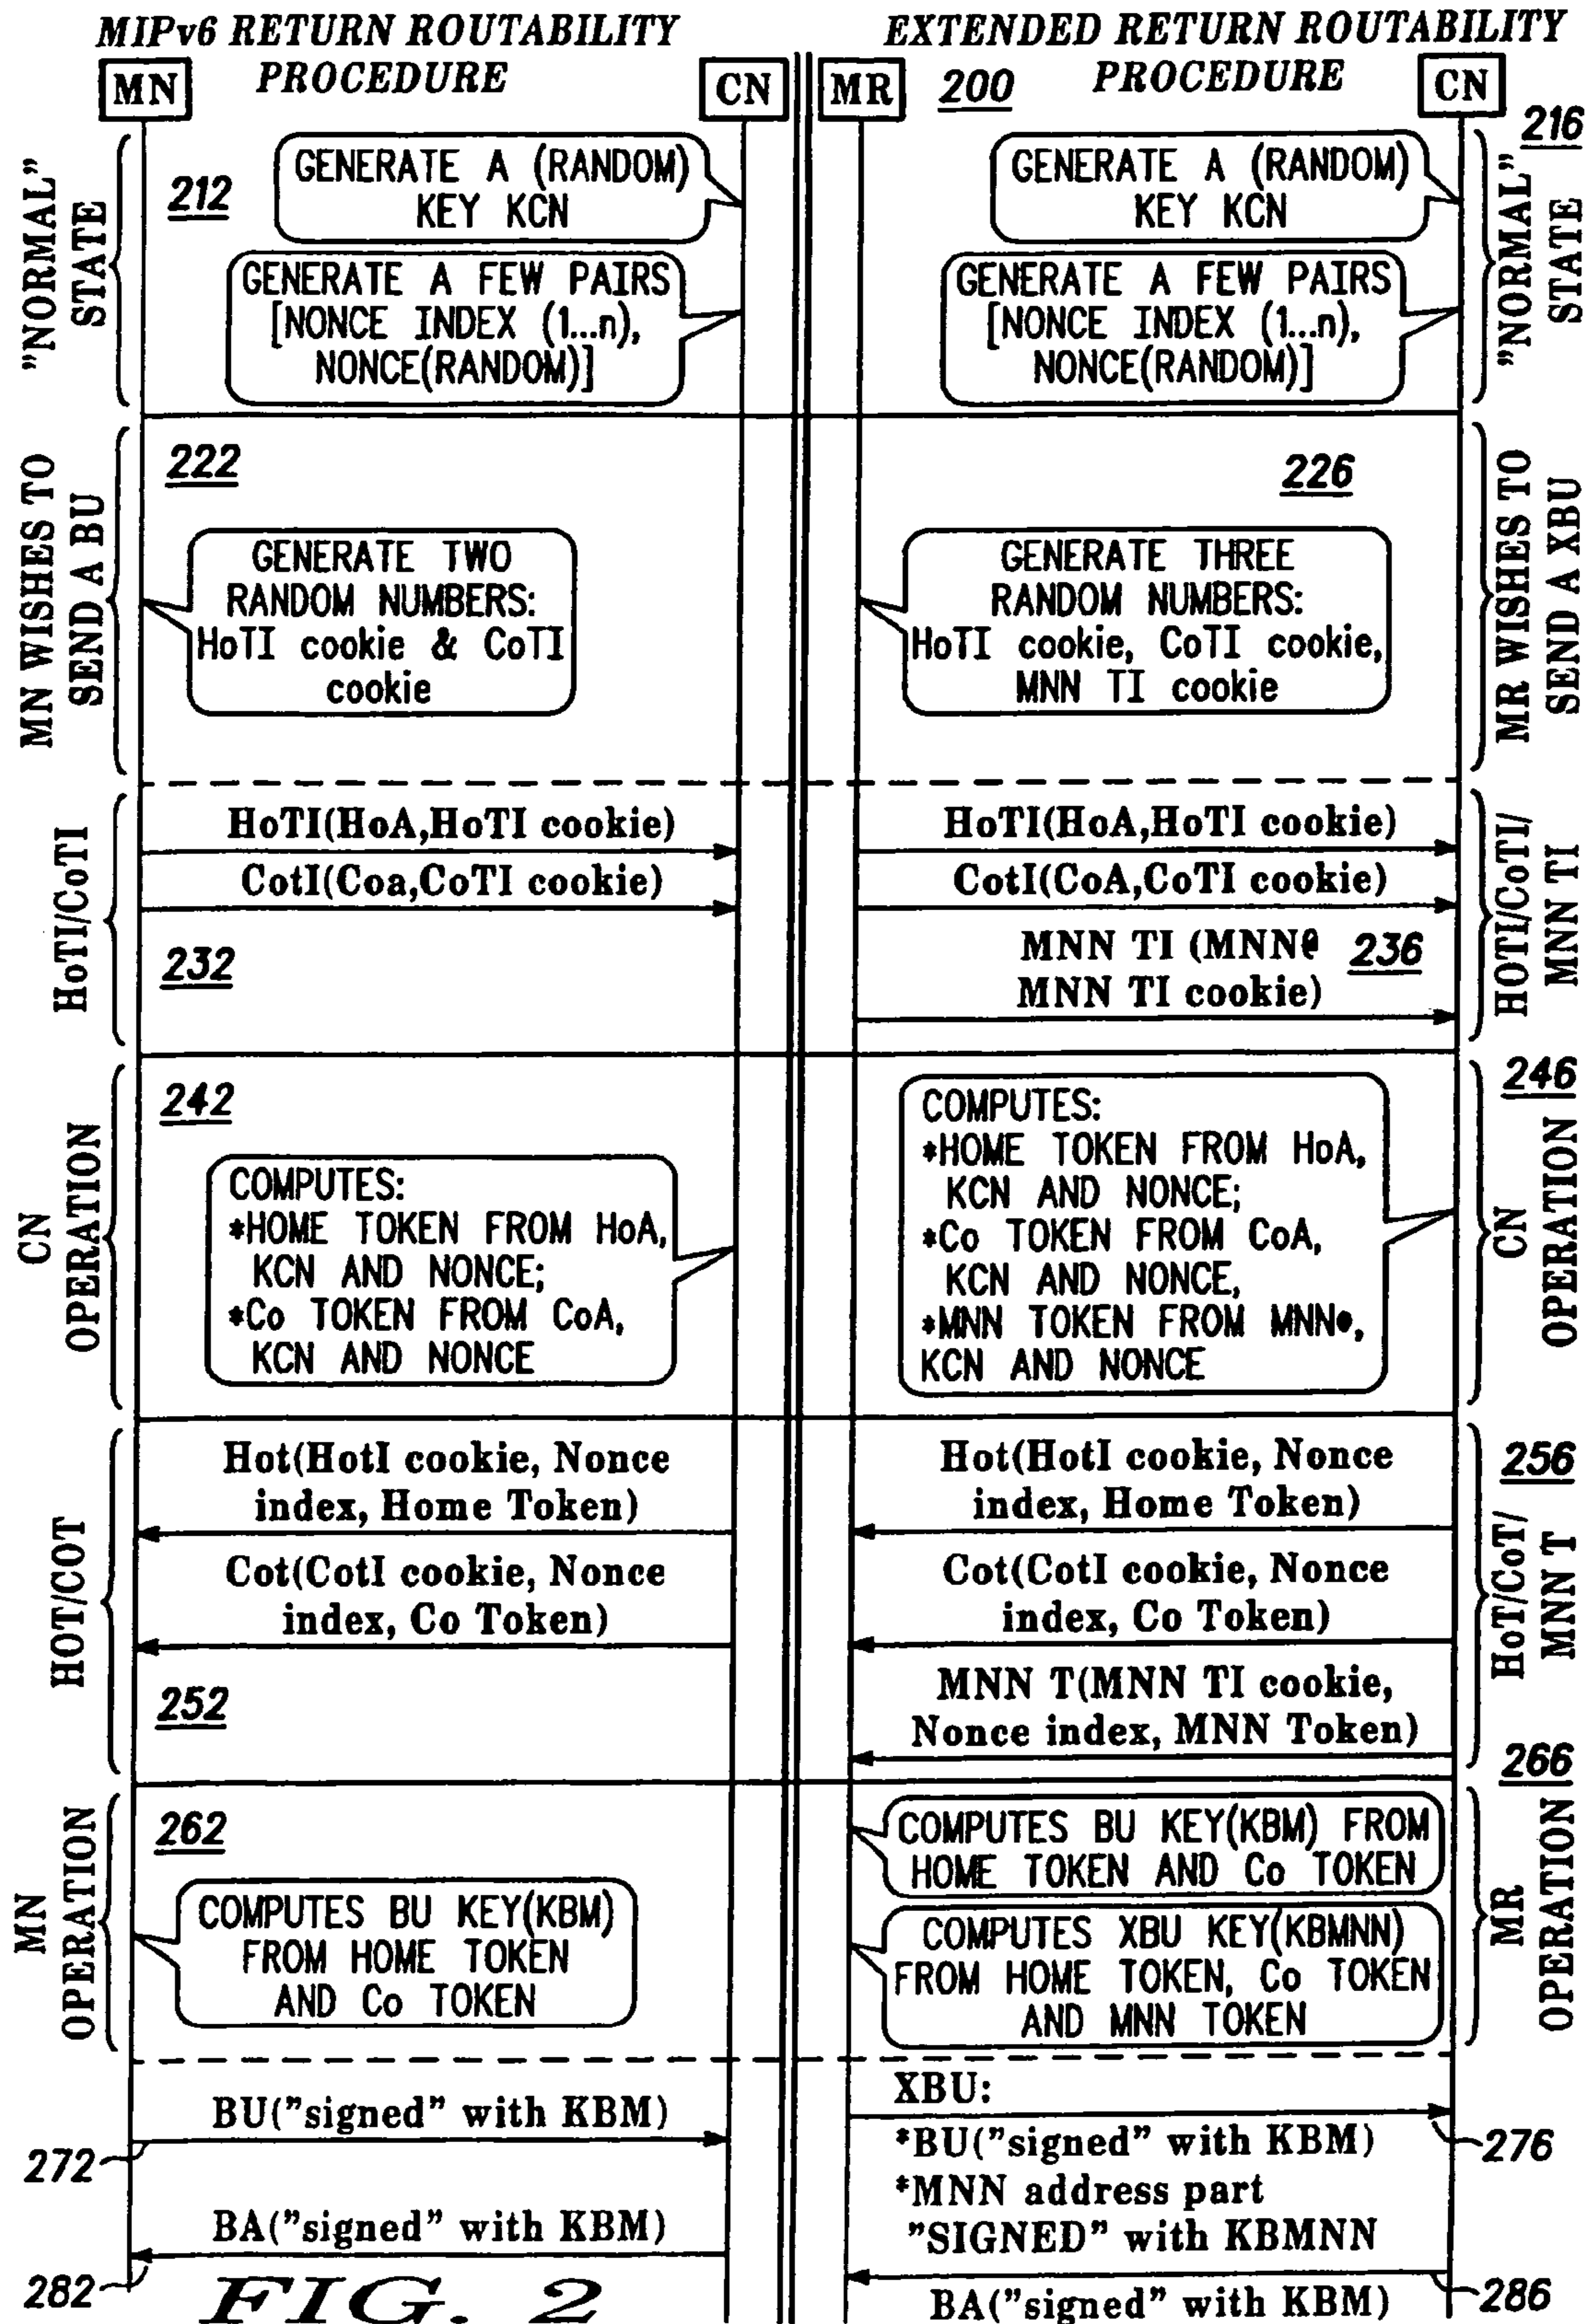 MIPv6 RETURN ROUTABILITY
PROCEDURE
MN
CN
"NORMAL"
STATE
212
GENERATE A (RANDOM)
KEY KCN
GENERATE A FEW PAIRS
[NONCE INDEX (1...n),
NONCE(RANDOM)]
MN WISHES TO
SEND A BU
222
GENERATE TWO
RANDOM NUMBERS:
HoTI cookie & CoTI
cookie
HoTI/CoTI
HoTI(HoA,HoTI cookie)
CotI(Coa,CoTI cookie)
232
CN
OPERATION
242
COMPUTES:
*HOME TOKEN FROM HoA,
KCN AND NONCE;
*Co TOKEN FROM CoA,
KCN AND NONCE
HOT/COT
Hot(HotI cookie, Nonce
index, Home Token)
Cot(CotI cookie, Nonce
index, Co Token)
252
MN
OPERATION
262
COMPUTES BU KEY(KBM)
FROM HOME TOKEN
AND Co TOKEN
BU("signed" with KBM)
272
BA("signed" with KBM)
282
EXTENDED RETURN ROUTABILITY
PROCEDURE
MR
200
CN
216
"NORMAL"
STATE
GENERATE A (RANDOM)
KEY KCN
GENERATE A FEW PAIRS
[NONCE INDEX (1...n),
NONCE(RANDOM)]
226
MR WISHES TO
SEND A XBU
GENERATE THREE
RANDOM NUMBERS:
HoTI cookie, CoTI cookie,
MNN TI cookie
HoTI(HoA,HoTI cookie)
CotI(CoA,CoTI cookie)
MNN TI (MNN@
236
MNN TI cookie)
HOTI/CoTI/
MNN TI
246
CN
OPERATION
COMPUTES:
*HOME TOKEN FROM HoA,
KCN AND NONCE;
*Co TOKEN FROM CoA,
KCN AND NONCE,
*MNN TOKEN FROM MNN@,
KCN AND NONCE
Hot(HotI cookie, Nonce
index, Home Token)
256
Cot(CotI cookie, Nonce
index, Co Token)
HoT/CoT/
MNN T
MNN T(MNN TI cookie,
Nonce index, MNN Token)
266
MR
OPERATION
COMPUTES BU KEY(KBM) FROM
HOME TOKEN AND Co TOKEN
COMPUTES XBU KEY(KBMNN)
FROM HOME TOKEN, Co TOKEN
AND MNN TOKEN
XBU:
*BU("signed" with KBM)
276
*MNN address part
"SIGNED" with KBMNN
286
BA("signed" with KBM)
FIG. 2